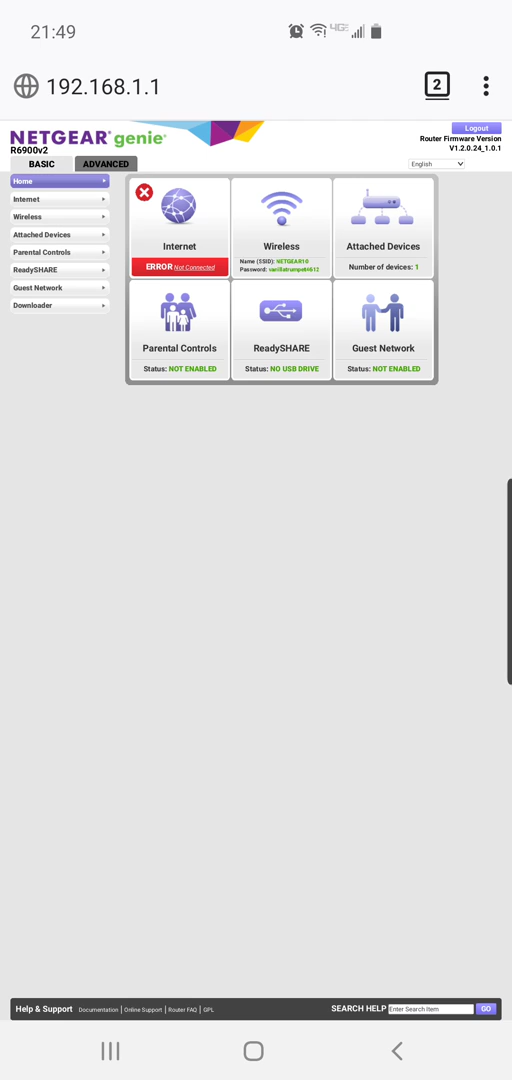 21:49
4GE
192.168.1.1
2
NETGEAR® genie®
R6900v2
Logout
Router Firmware Version
V1.2.0.24_1.0.1
BASIC
ADVANCED
English
Home
Internet
Wireless
Attached Devices
Parental Controls
ReadySHARE
Guest Network
Downloader
Internet
ERROR Not Connected
Wireless
Name (SSID): NETGEAR10
Password: vanillatrumpet4612
Attached Devices
Number of devices: 1
Parental Controls
Status: NOT ENABLED
ReadySHARE
Status: NO USB DRIVE
Guest Network
Status: NOT ENABLED
Help & Support Documentation | Online Support | Router FAQ | GPL
SEARCH HELP Enter Search Item GO